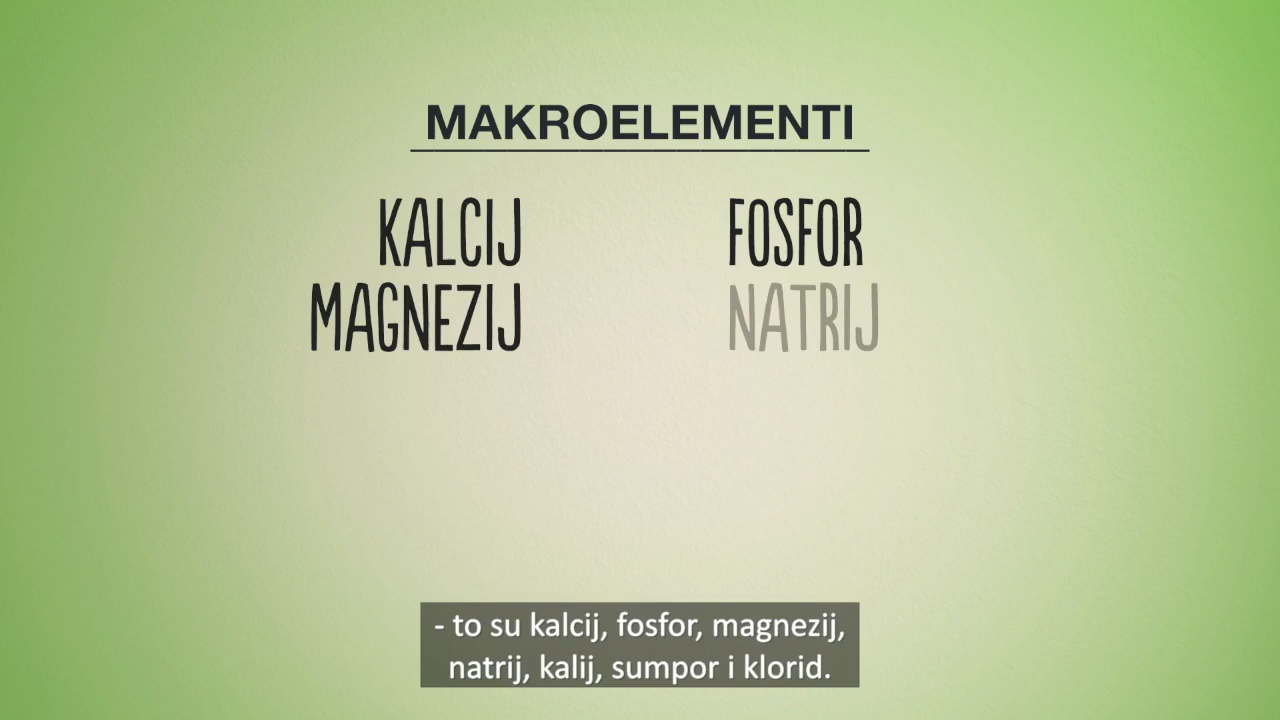 MAKROELEMENTI
KALCIJ FOSFOR
MAGNEZIJ NATRIJ
- to su kalcij, fosfor, magnezij,
natrij, kalij, sumpor i klorid.